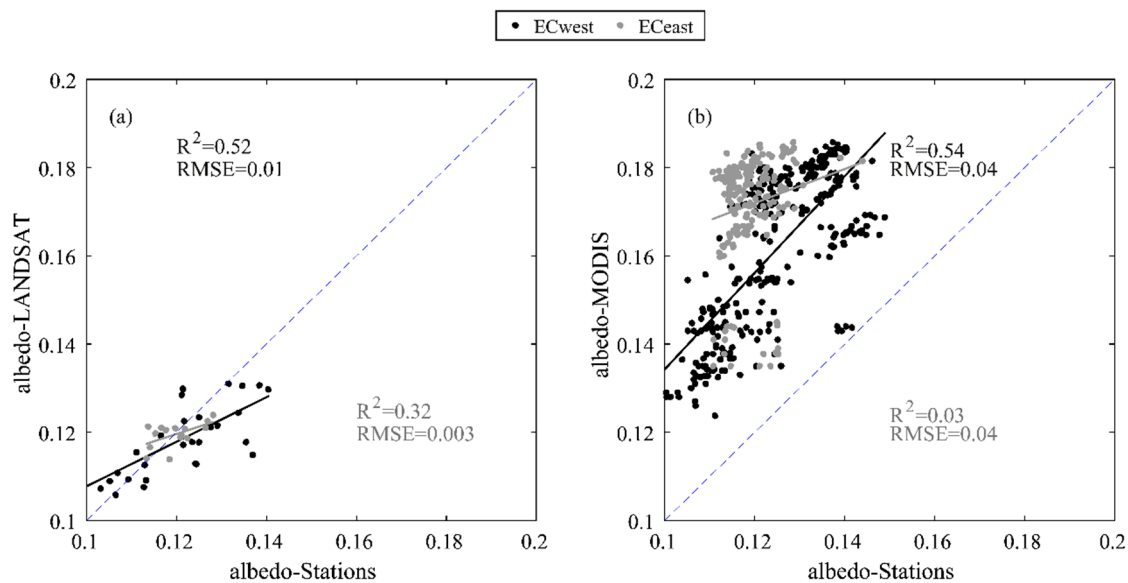 ECwest ECeast
(a)
R²=0.52
RMSE=0.01
R²=0.32
RMSE=0.003
albedo-LANDSAT
0.2
0.18
0.16
0.14
0.12
0.1
0.1 0.12 0.14 0.16 0.18 0.2
albedo-Stations
(b)
R²=0.54
RMSE=0.04
R²=0.03
RMSE=0.04
albedo-MODIS
0.2
0.18
0.16
0.14
0.12
0.1
0.1 0.12 0.14 0.16 0.18 0.2
albedo-Stations